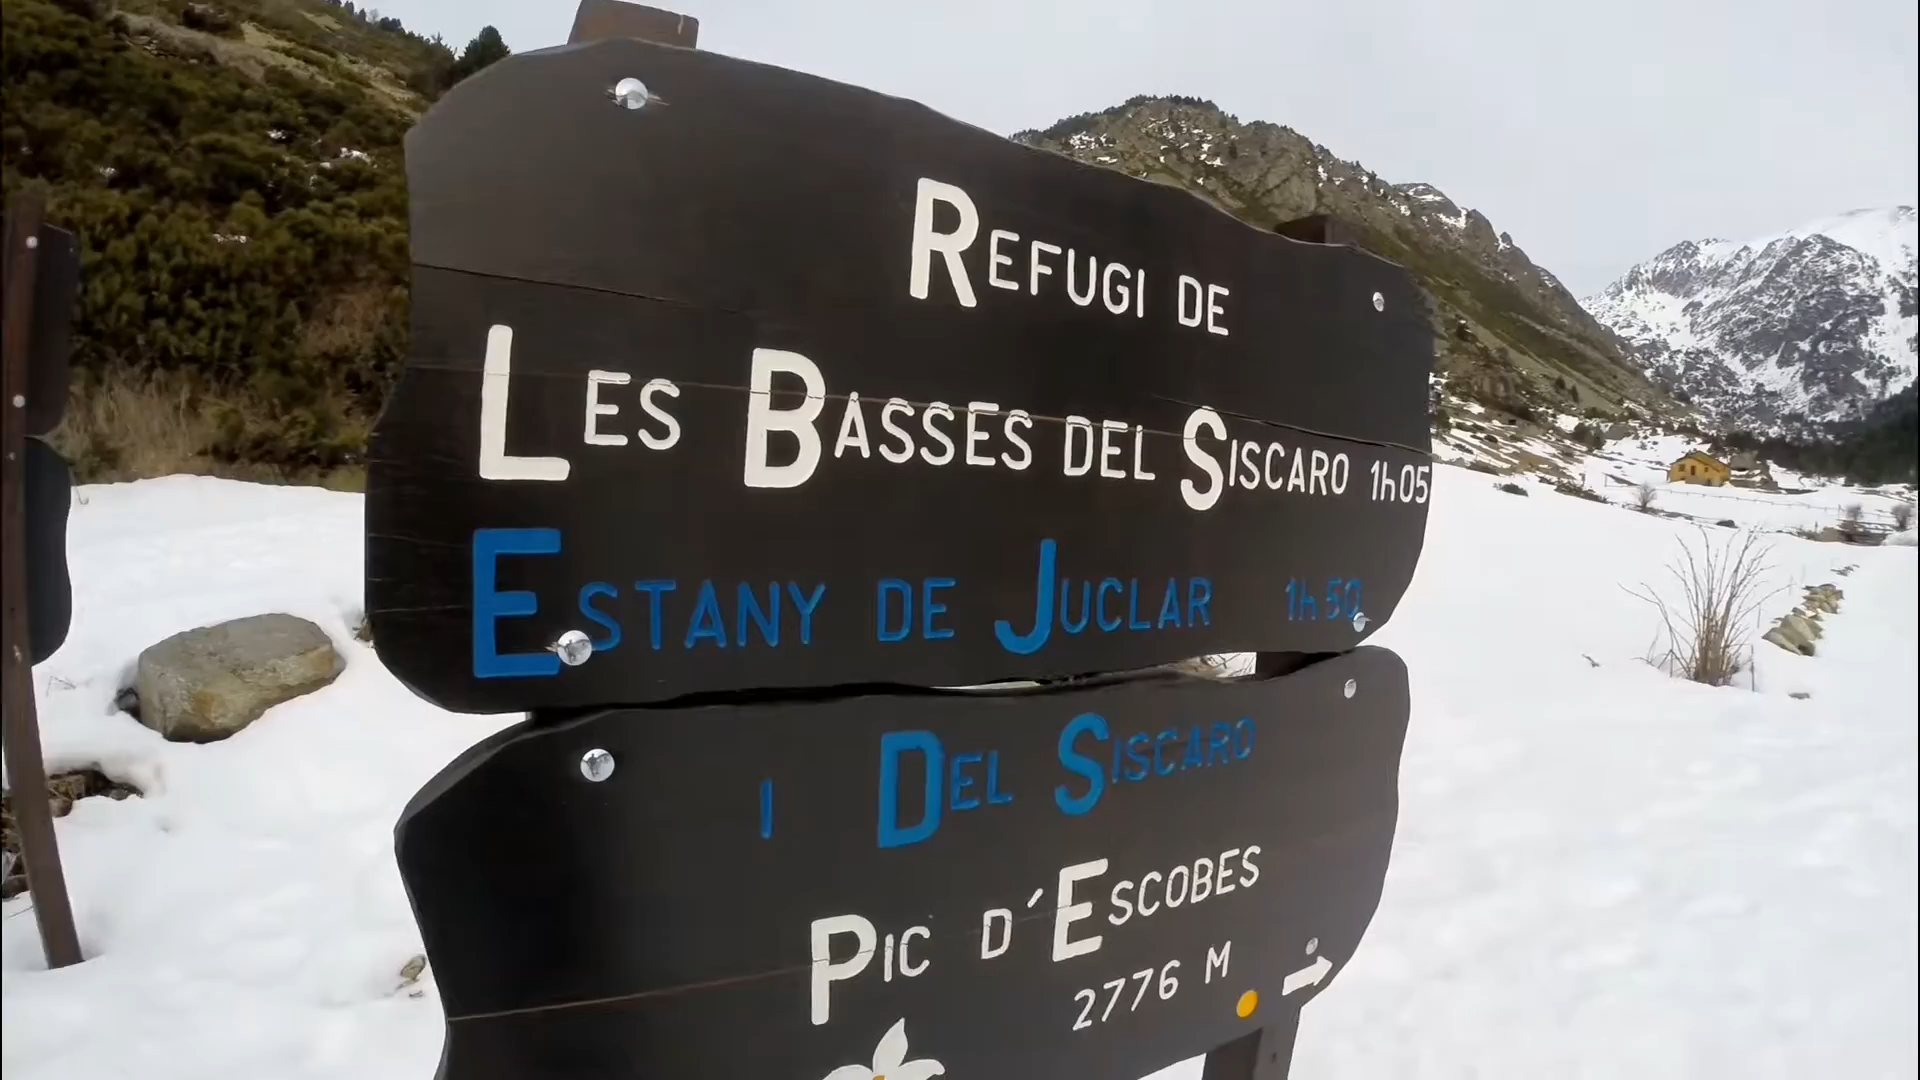 REFUGI DE
LES BASSES DEL SISCARO 1h05
ESTANY DE JUCLAR 1h50
I DEL SISCARO
PIC D'ESCOBES
2776 M